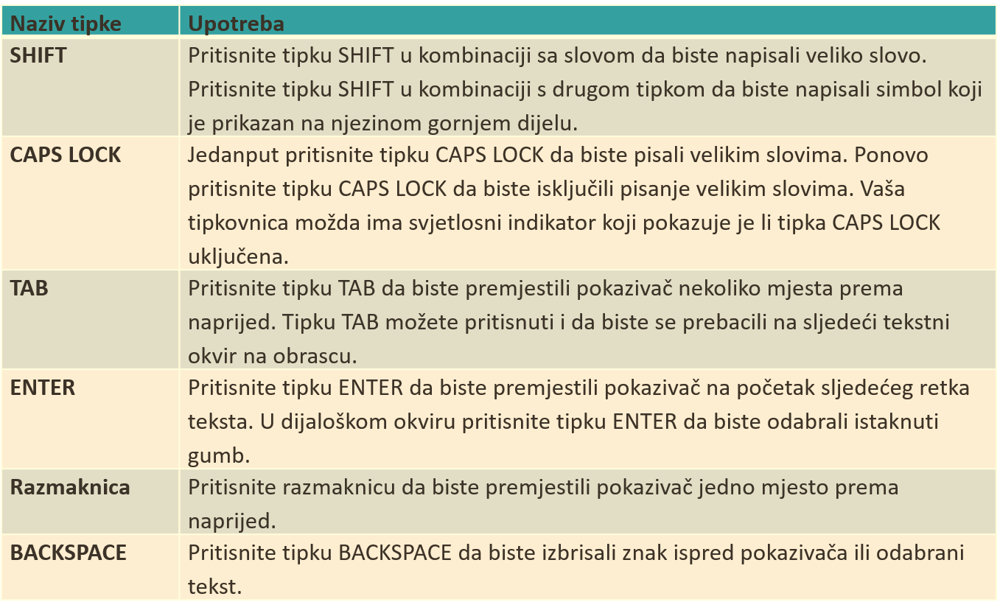 Naziv tipke Upotreba
SHIFT Pritisnite tipku SHIFT u kombinaciji sa slovom da biste napisali veliko slovo.
Pritisnite tipku SHIFT u kombinaciji s drugom tipkom da biste napisali simbol koji
je prikazan na njezinom gornjem dijelu.
CAPS LOCK Jedanput pritisnite tipku CAPS LOCK da biste pisali velikim slovima. Ponovo
pritisnite tipku CAPS LOCK da biste isključili pisanje velikim slovima. Vaša
tipkovnica možda ima svjetlosni indikator koji pokazuje je li tipka CAPS LOCK
uključena.
TAB Pritisnite tipku TAB da biste premjestili pokazivač nekoliko mjesta prema
naprijed. Tipku TAB možete pritisnuti i da biste se prebacili na sljedeći tekstni
okvir na obrascu.
ENTER Pritisnite tipku ENTER da biste premjestili pokazivač na početak sljedećeg retka
teksta. U dijaloškom okviru pritisnite tipku ENTER da biste odabrali istaknuti
gumb.
Razmaknica Pritisnite razmaknicu da biste premjestili pokazivač jedno mjesto prema
naprijed.
BACKSPACE Pritisnite tipku BACKSPACE da biste izbrisali znak ispred pokazivača ili odabrani
tekst.